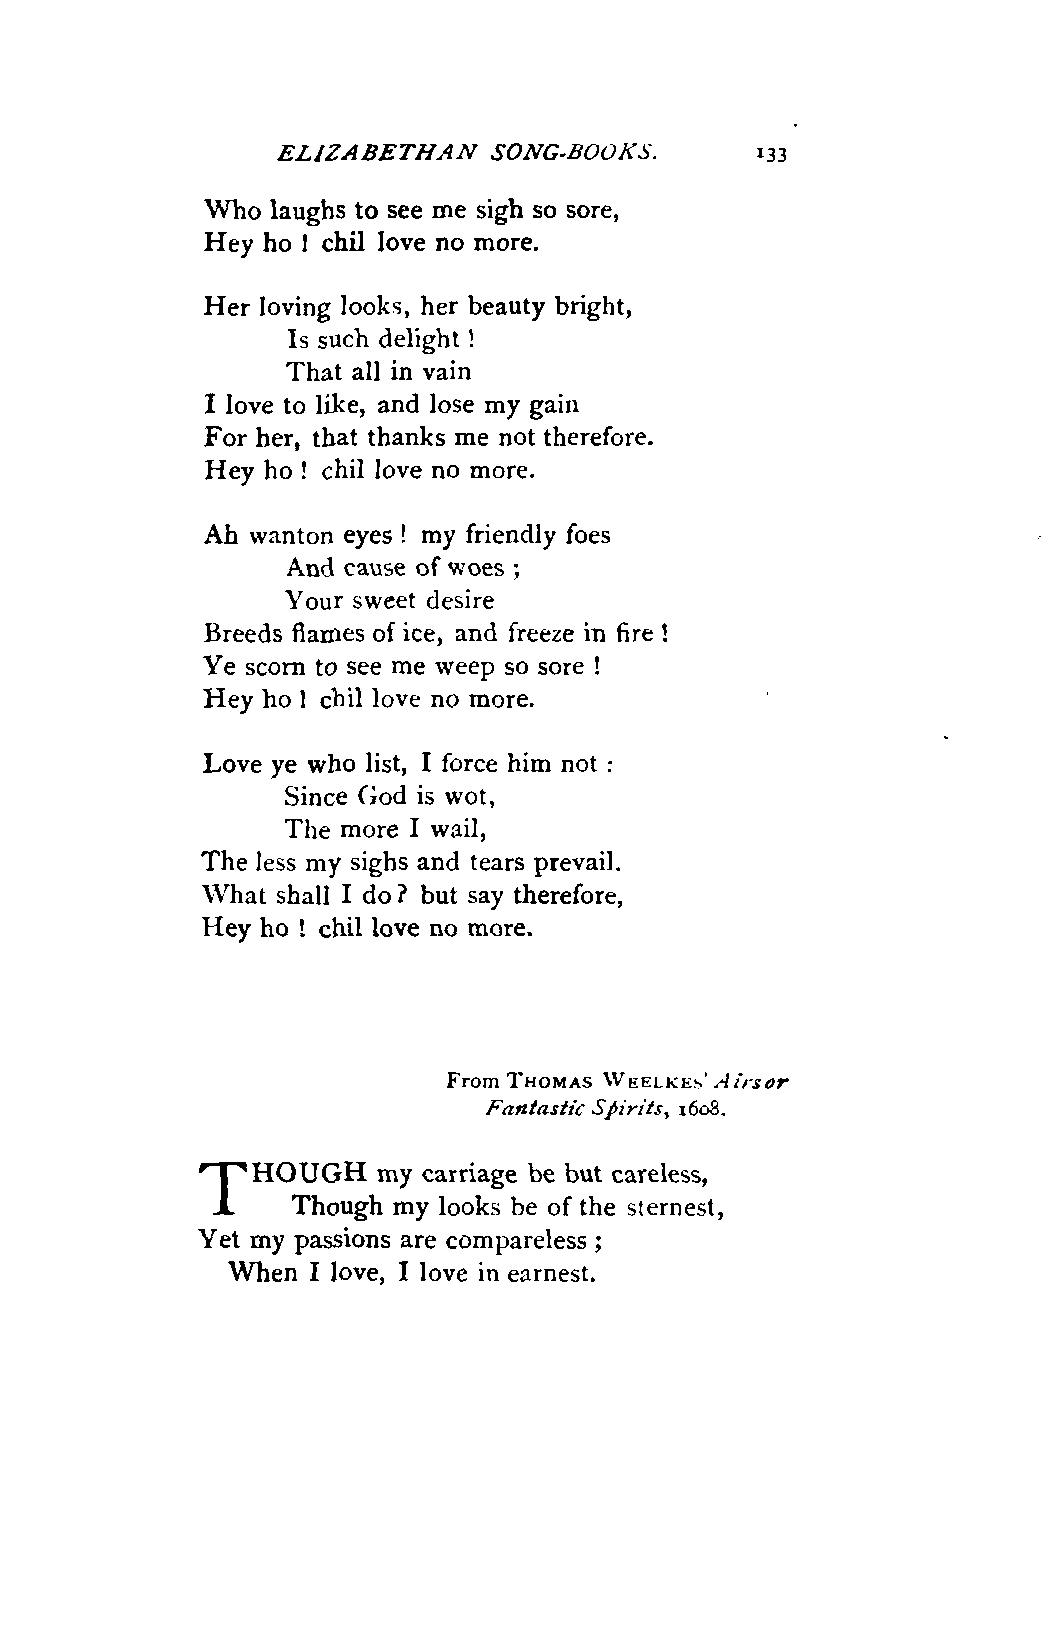 ELIZABETHAN SONG-BOOKS. 133
Who laughs to see me sigh so sore,
Hey ho ! chil love no more.
Her loving looks, her beauty bright,
Is such delight !
That all in vain
I love to like, and lose my gain
For her, that thanks me not therefore.
Hey ho ! chil love no more.
Ah wanton eyes ! my friendly foes
And cause of woes ;
Your sweet desire
Breeds flames of ice, and freeze in fire !
Ye scorn to see me weep so sore !
Hey ho ! chil love no more.
Love ye who list, I force him not :
Since God is wot,
The more I wail,
The less my sighs and tears prevail.
What shall I do ? but say therefore,
Hey ho ! chil love no more.
From THOMAS WEELKES' Airs or
Fantastic Spirits, 1608.
THOUGH my carriage be but careless,
Though my looks be of the sternest,
Yet my passions are compareless ;
When I love, I love in earnest.